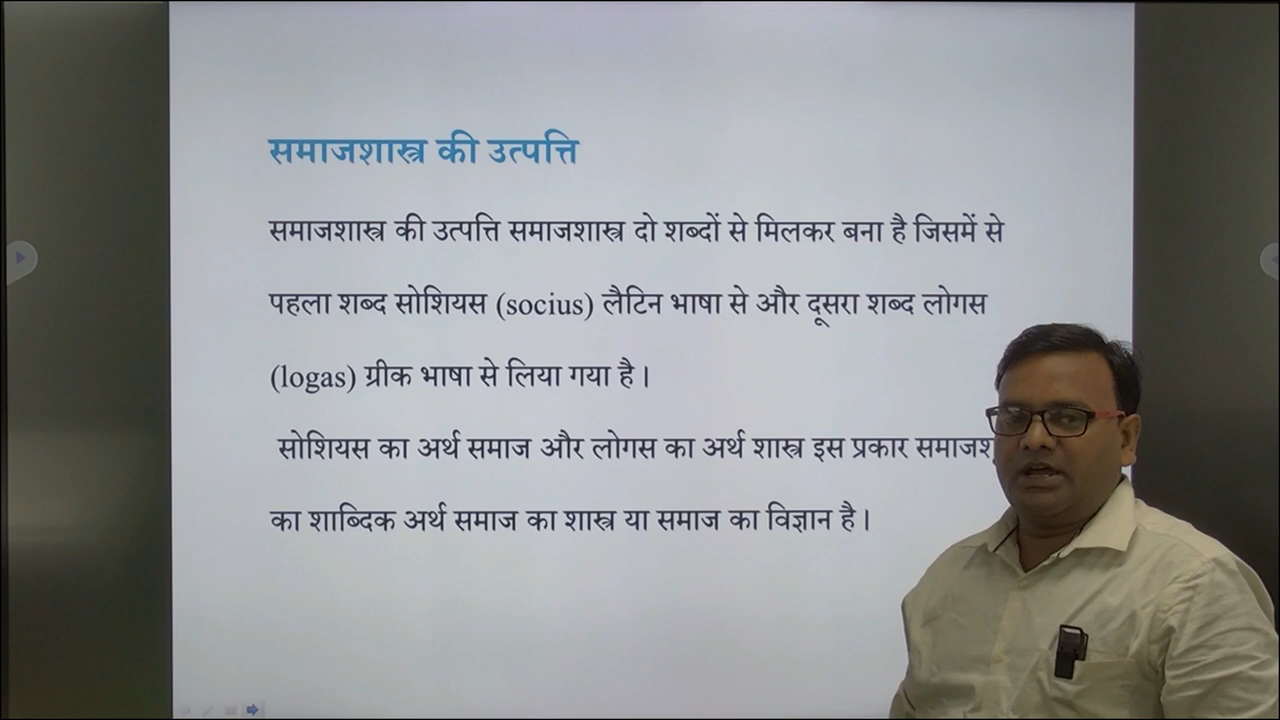 समाजशास्त्र की उत्पत्ति
समाजशास्त्र की उत्पत्ति समाजशास्त्र दो शब्दों से मिलकर बना है जिसमें से
पहला शब्द सोशियस (socius) लैटिन भाषा से और दूसरा शब्द लोगस
(logas) ग्रीक भाषा से लिया गया है।
सोशियस का अर्थ समाज और लोगस का अर्थ शास्त्र इस प्रकार
का शाब्दिक अर्थ समाज का शास्त्र या समाज का विज्ञान है।